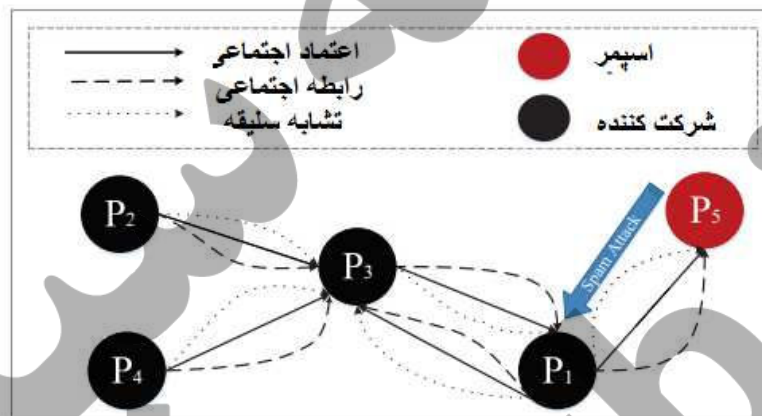 اعتماد اجتماعی
اسپمر
رابطه اجتماعی
تشابه سلیقه
شرکت کننده
P2
P5
P3
Spam Attack
P4
P1